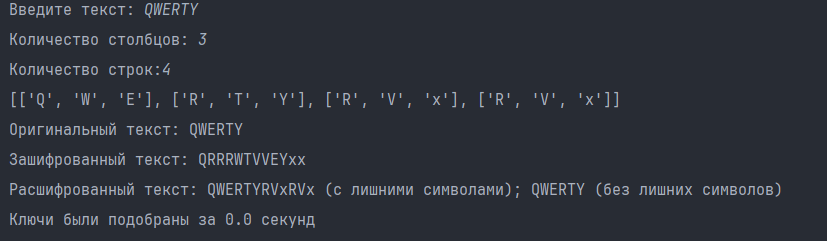 Введите текст: QWERTY
Количество столбцов: 3
Количество строк:4
[['Q', 'W', 'E'], ['R', 'T', 'Y'], ['R', 'V', 'x'], ['R', 'V', 'x']]
Оригинальный текст: QWERTY
Зашифрованный текст: QRRRWTVVEYxx
Расшифрованный текст: QWERTYRVxRVx (с лишними символами); QWERTY (без лишних символов)
Ключи были подобраны за 0.0 секунд